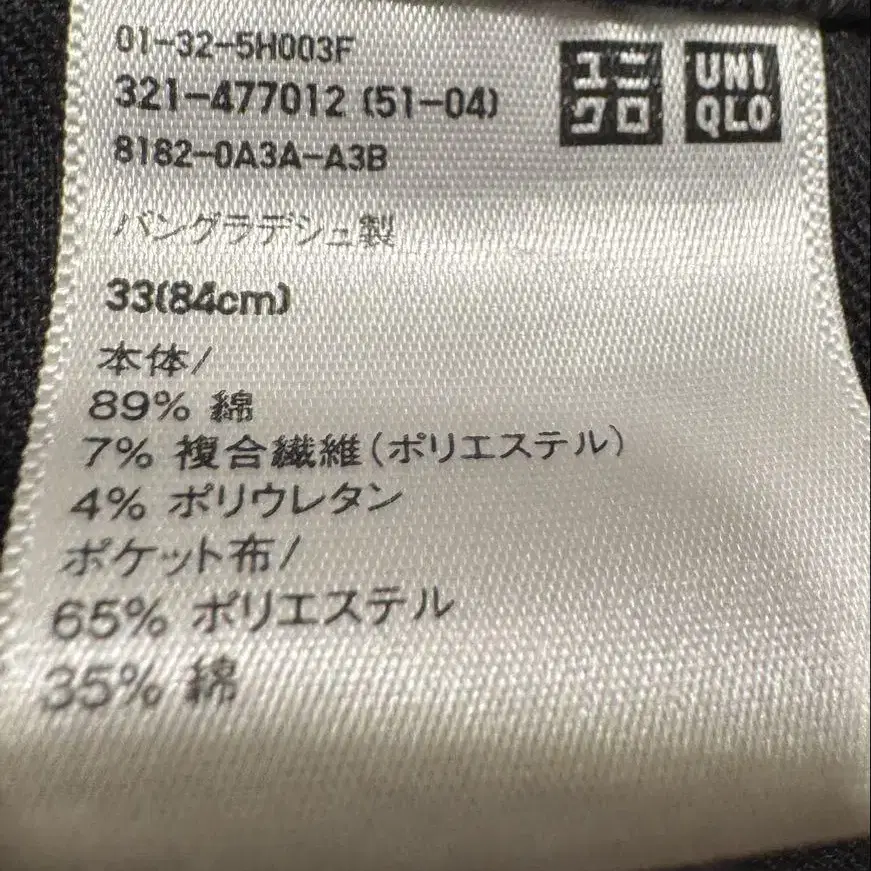 01-32-5H003F
321-477012 (51-04)
8182-0A3A-A3B
ユニ
クロ
UNI
QLO
バングラデシュ製
33(84cm)
本体/
89% 綿
7% 複合繊維(ポリエステル)
4% ポリウレタン
ポケット布/
65% ポリエステル
35% 綿